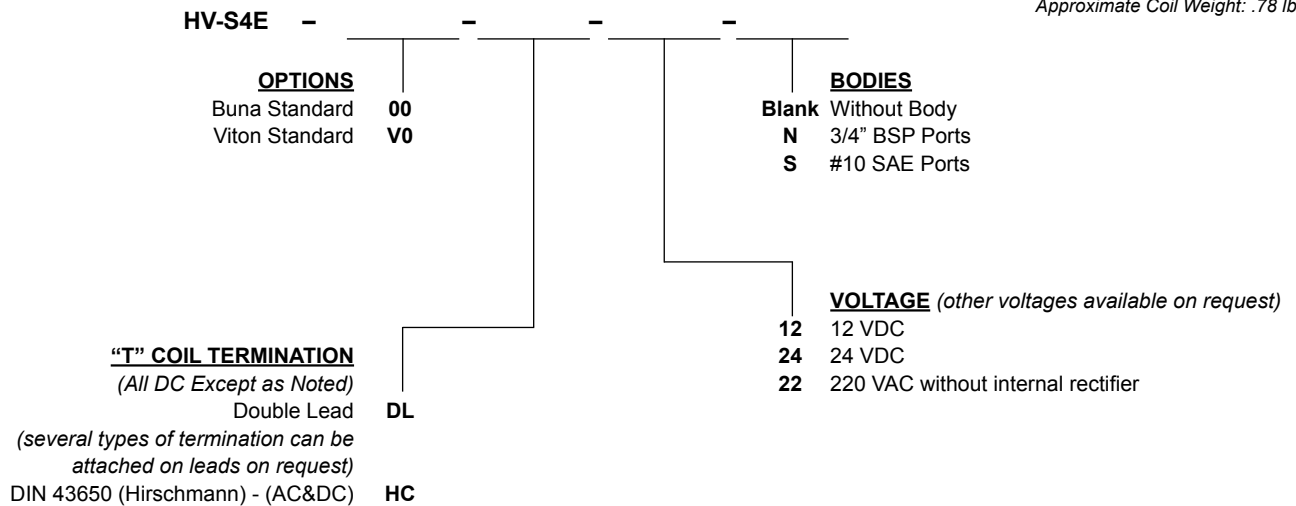 Approximate Coil Weight: .78 lb
HV-S4E – – – –
OPTIONS
Buna Standard 00
Viton Standard V0
BODIES
Blank Without Body
N 3/4” BSP Ports
S #10 SAE Ports
VOLTAGE (other voltages available on request)
12 12 VDC
24 24 VDC
22 220 VAC without internal rectifier
“T” COIL TERMINATION
(All DC Except as Noted)
Double Lead DL
(several types of termination can be
attached on leads on request)
DIN 43650 (Hirschmann) - (AC&DC) HC